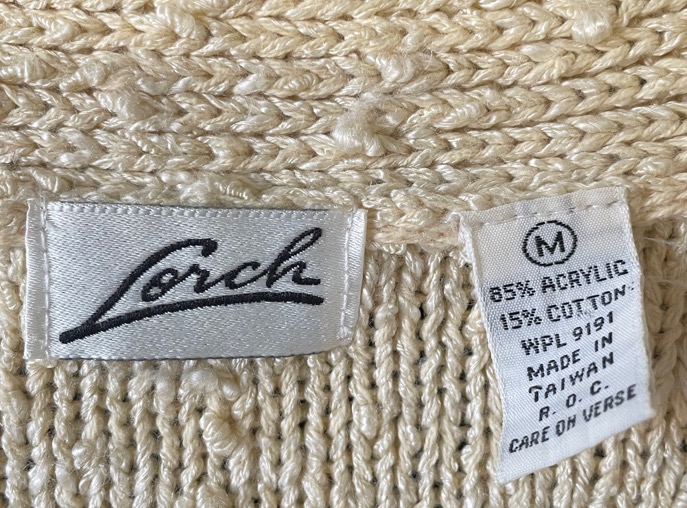 Lorch
M
85% ACRYLIC
15% COTTON
WPL 9191
MADE IN
TAIWAN
R. O. C.
CARE ON VERSE